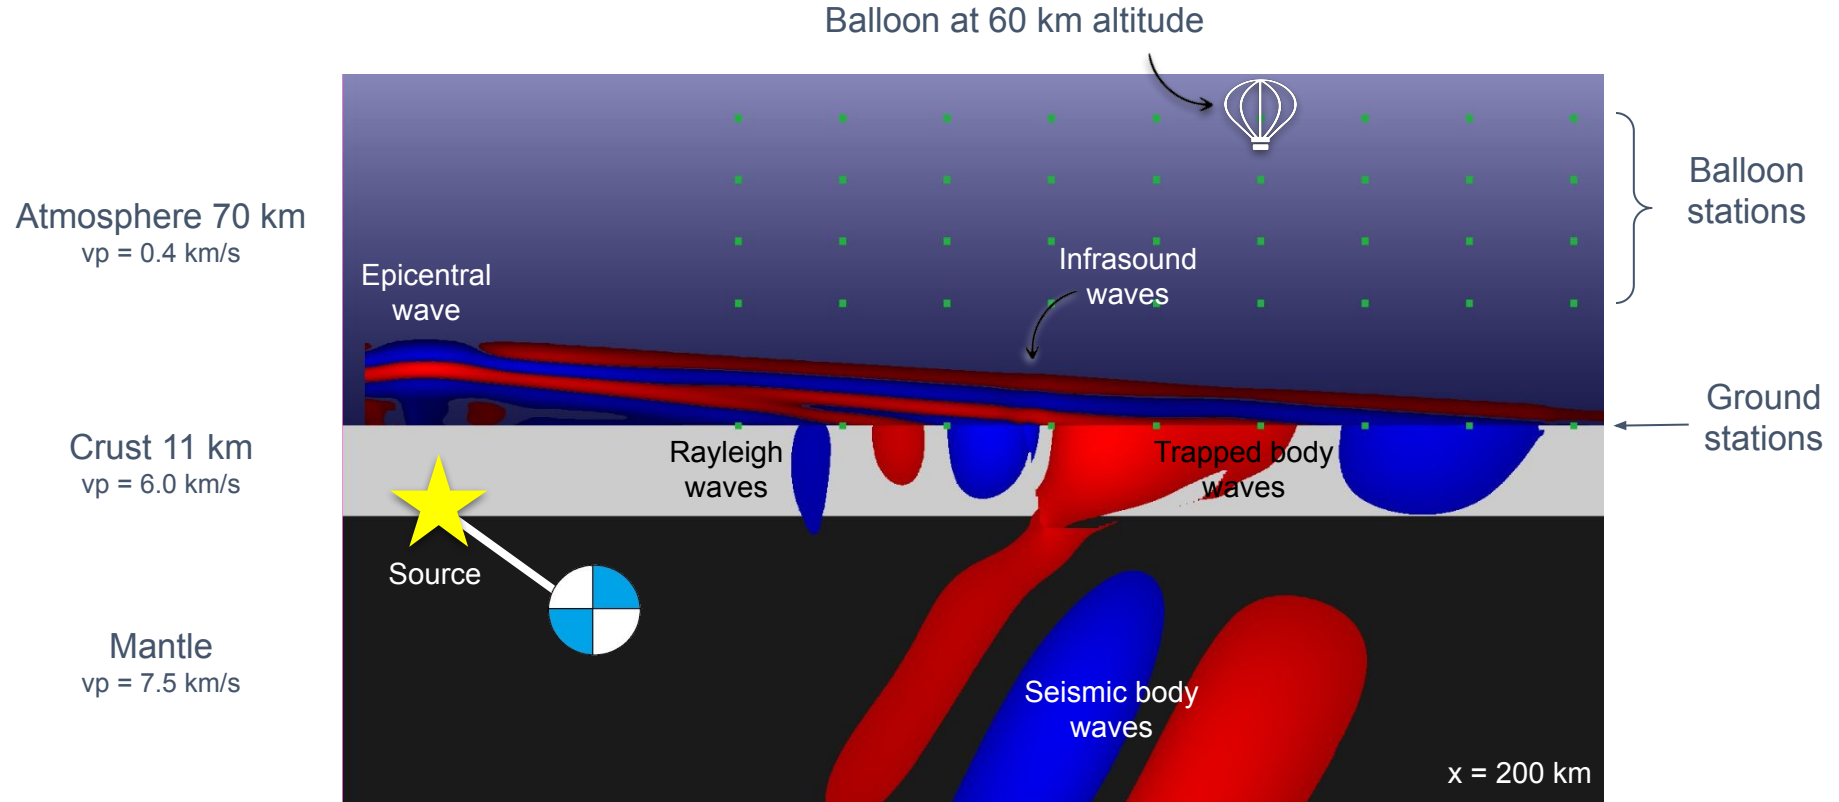 Balloon at 60 km altitude
Atmosphere 70 km
vp = 0.4 km/s
Balloon
stations
Epicentral
wave
Infrasound
waves
Ground
stations
Crust 11 km
vp = 6.0 km/s
Rayleigh
waves
Trapped body
waves
Source
Mantle
vp = 7.5 km/s
Seismic body
waves
x = 200 km